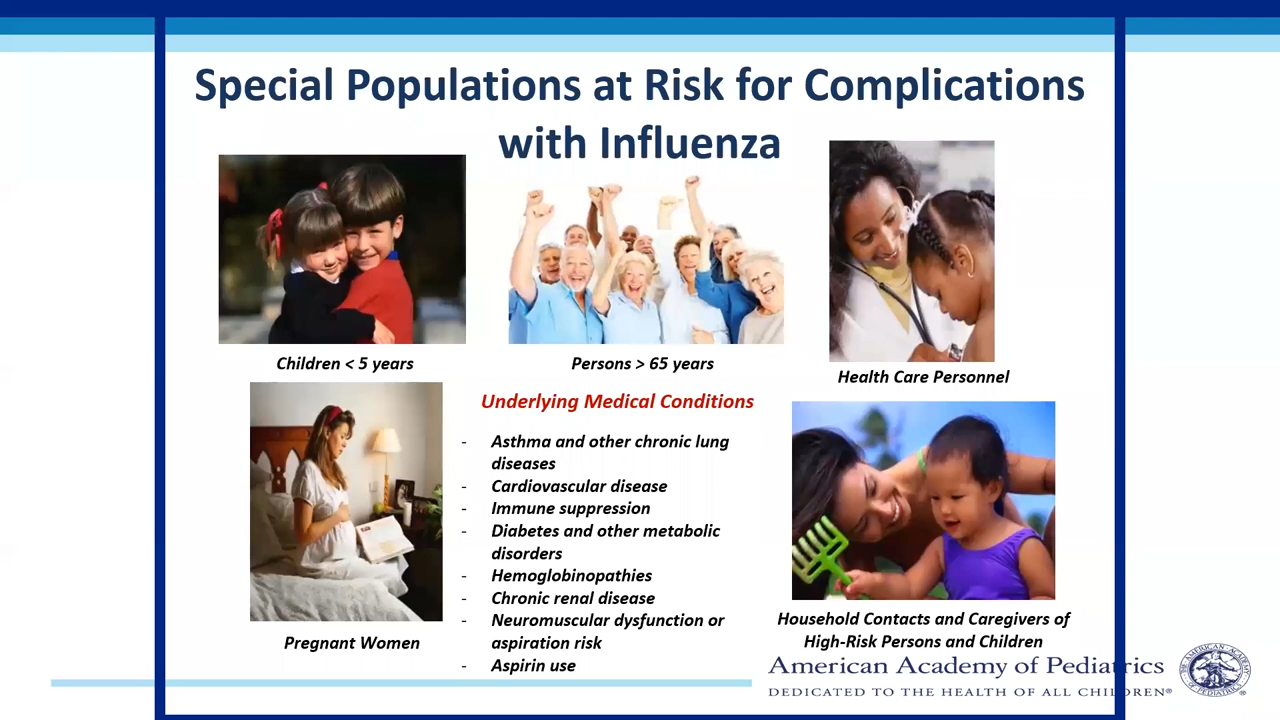 Special Populations at Risk for Complications
with Influenza
Children < 5 years
Persons > 65 years
Health Care Personnel
Underlying Medical Conditions
- Asthma and other chronic lung
diseases
- Cardiovascular disease
- Immune suppression
- Diabetes and other metabolic
disorders
- Hemoglobinopathies
- Chronic renal disease
- Neuromuscular dysfunction or
aspiration risk
- Aspirin use
Pregnant Women
Household Contacts and Caregivers of
High-Risk Persons and Children
American Academy of Pediatrics
DEDICATED TO THE HEALTH OF ALL CHILDREN®